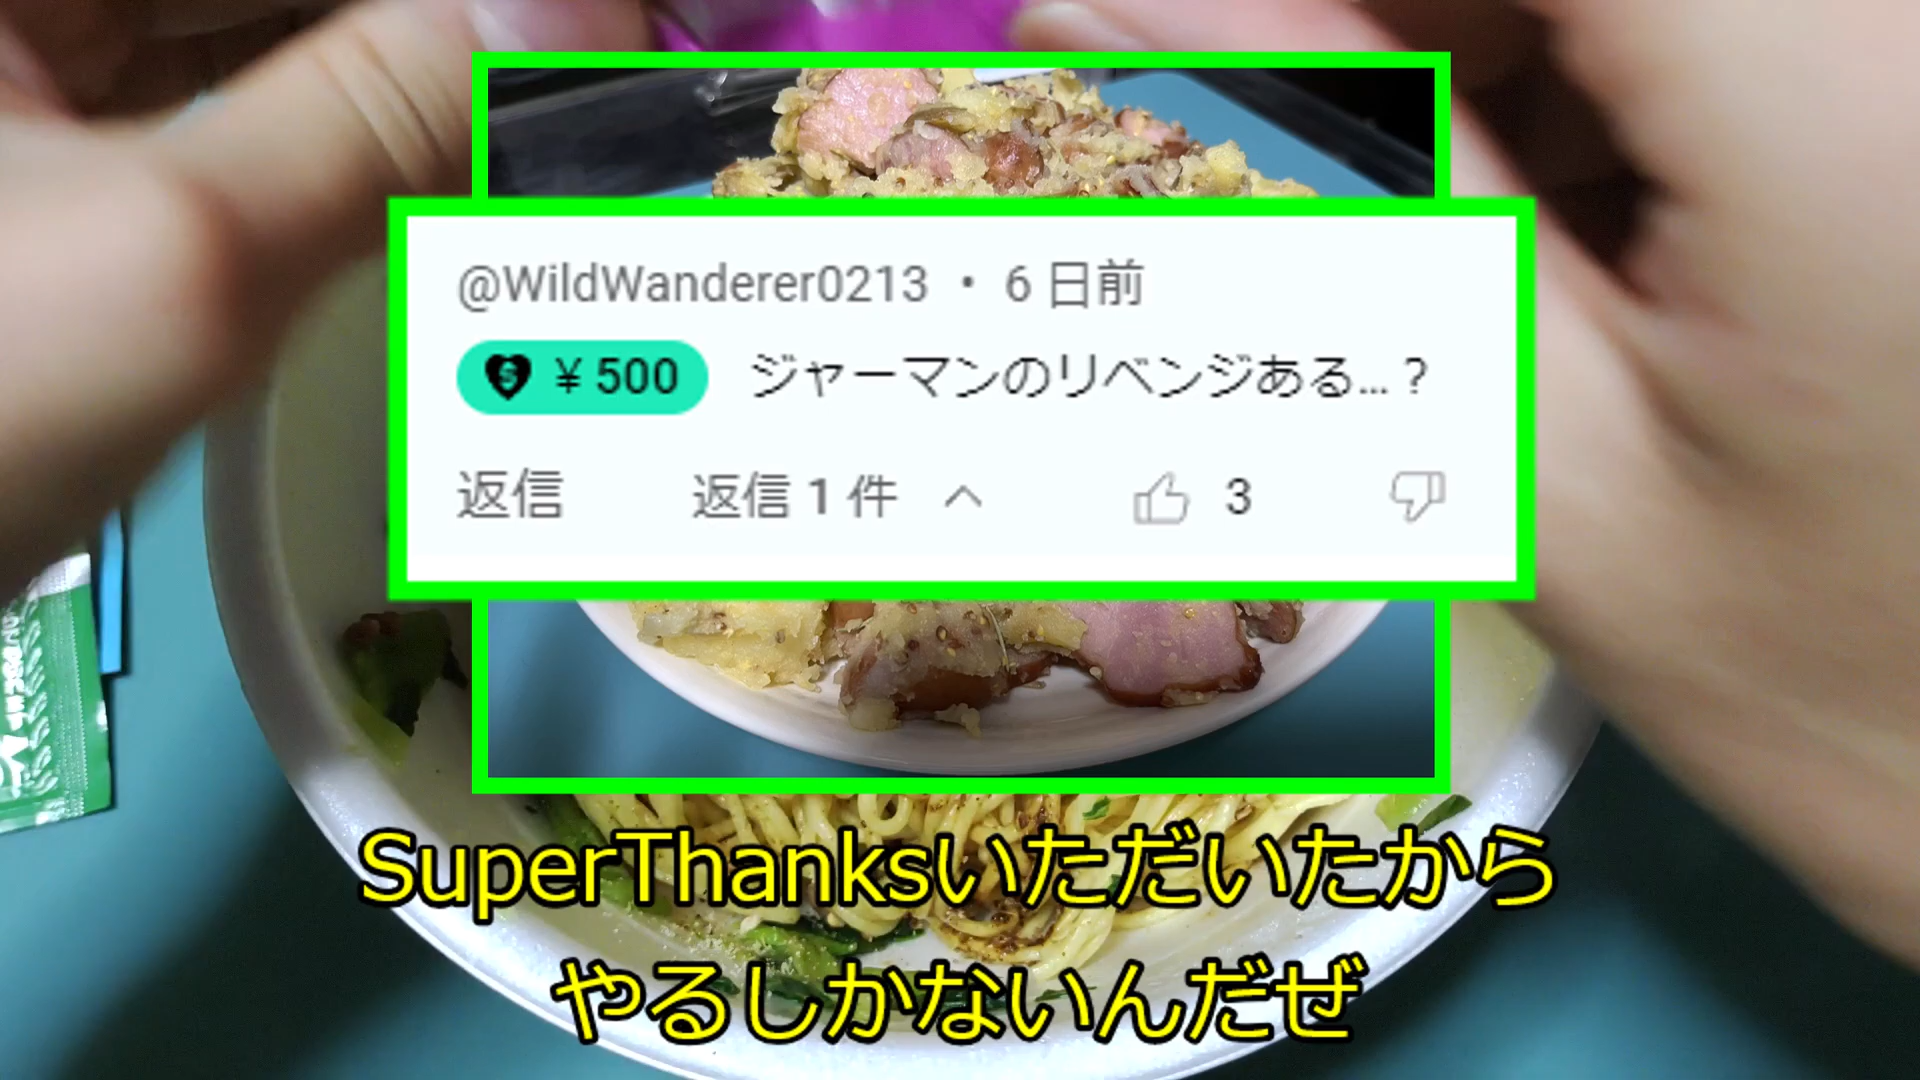 @WildWanderer0213 • 6 日前
¥ 500 ジャーマンのリベンジある...？
返信 返信 1 件 3
SuperThanksいただいたから
やるしかないんだぜ